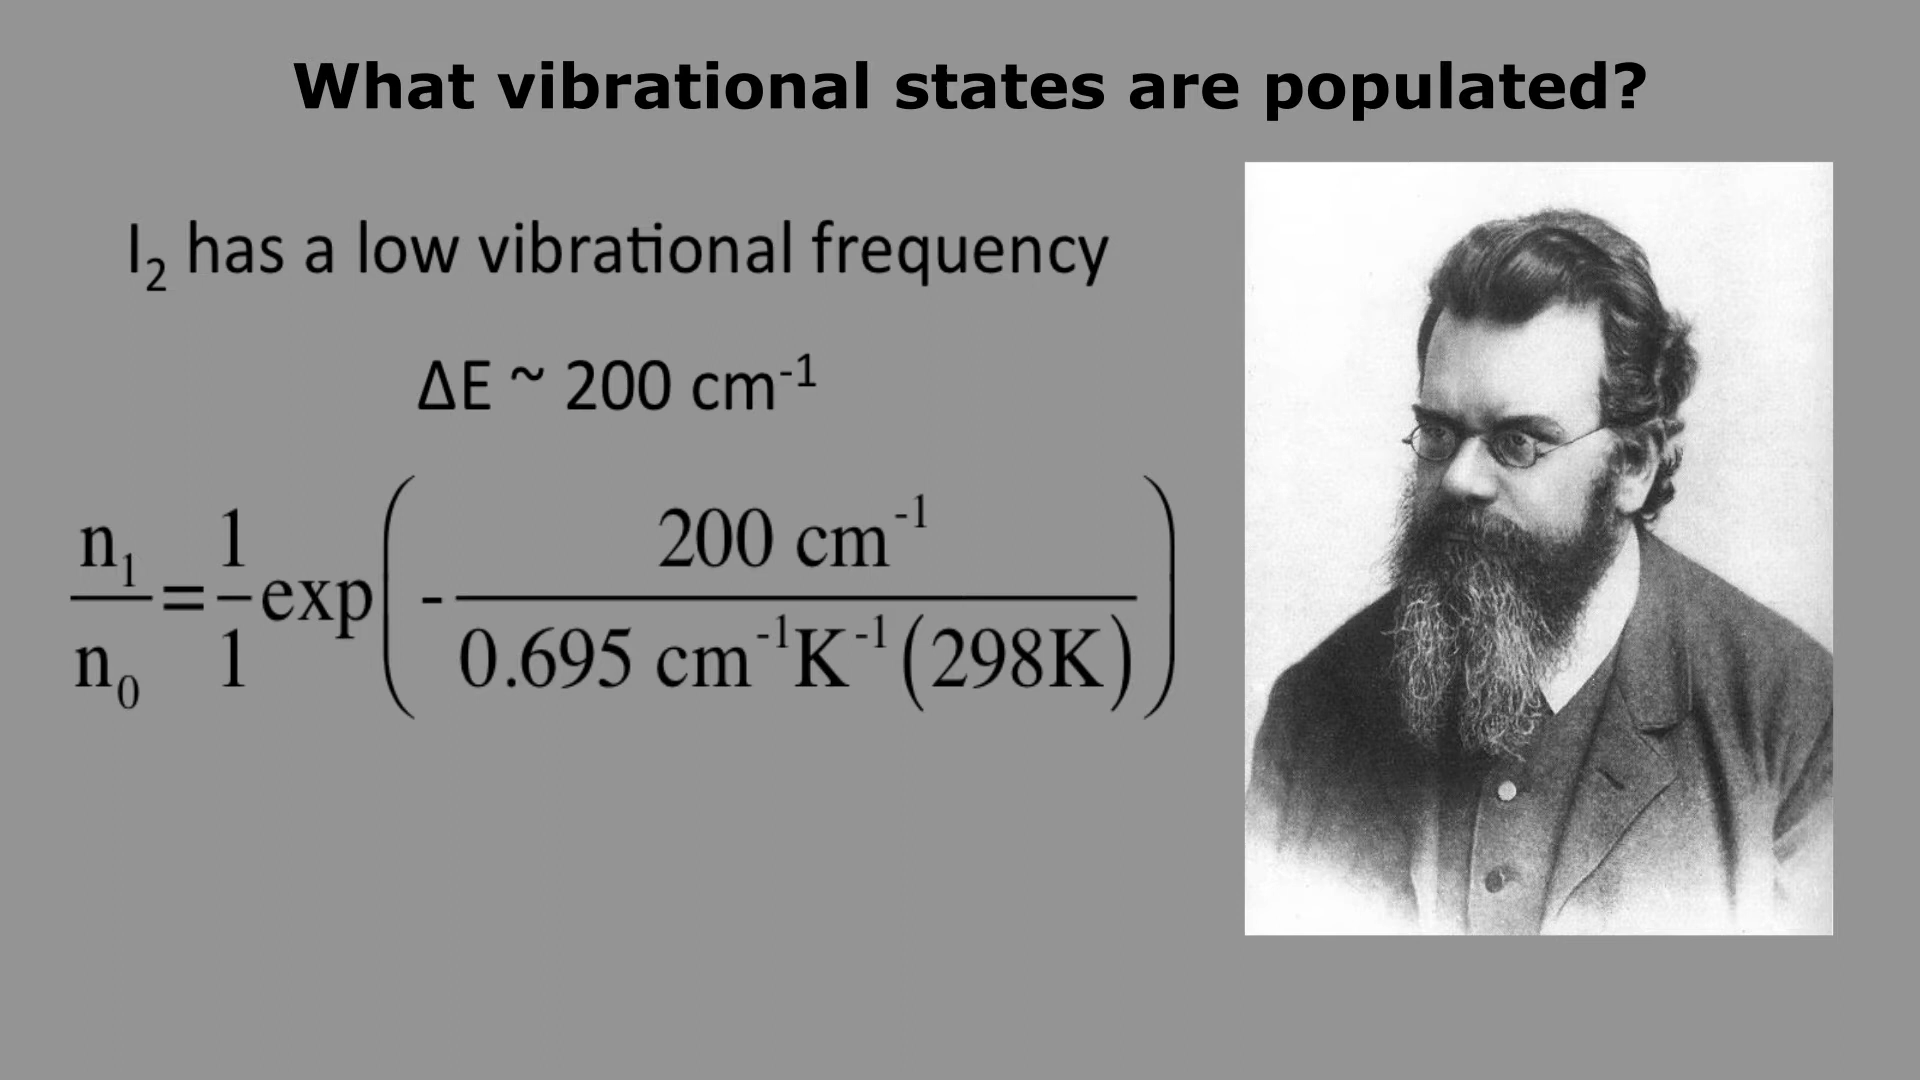 What vibrational states are populated?
I₂ has a low vibrational frequency
ΔE ~ 200 cm⁻¹
n₁/n₀ = 1/1 exp( - 200 cm⁻¹ / 0.695 cm⁻¹K⁻¹(298K) )